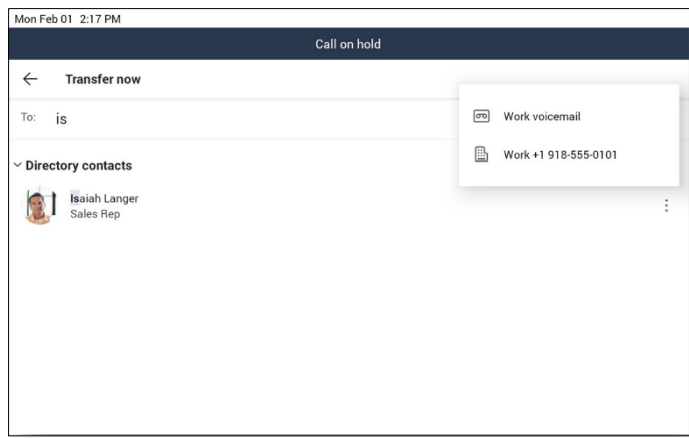 Mon Feb 01 2:17 PM
Call on hold
Transfer now
To: is
Work voicemail
Work +1 918-555-0101
Directory contacts
Isaiah Langer
Sales Rep